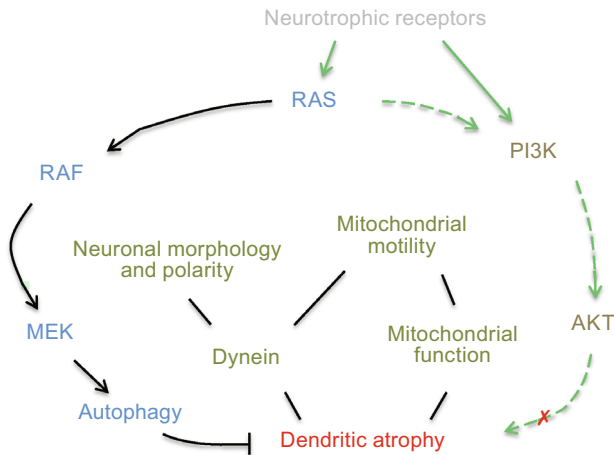 Neurotrophic receptors
RAS
PI3K
RAF
Mitochondrial
motility
Neuronal morphology
and polarity
MEK
AKT
Dynein
Mitochondrial
function
Autophagy
Dendritic atrophy
x